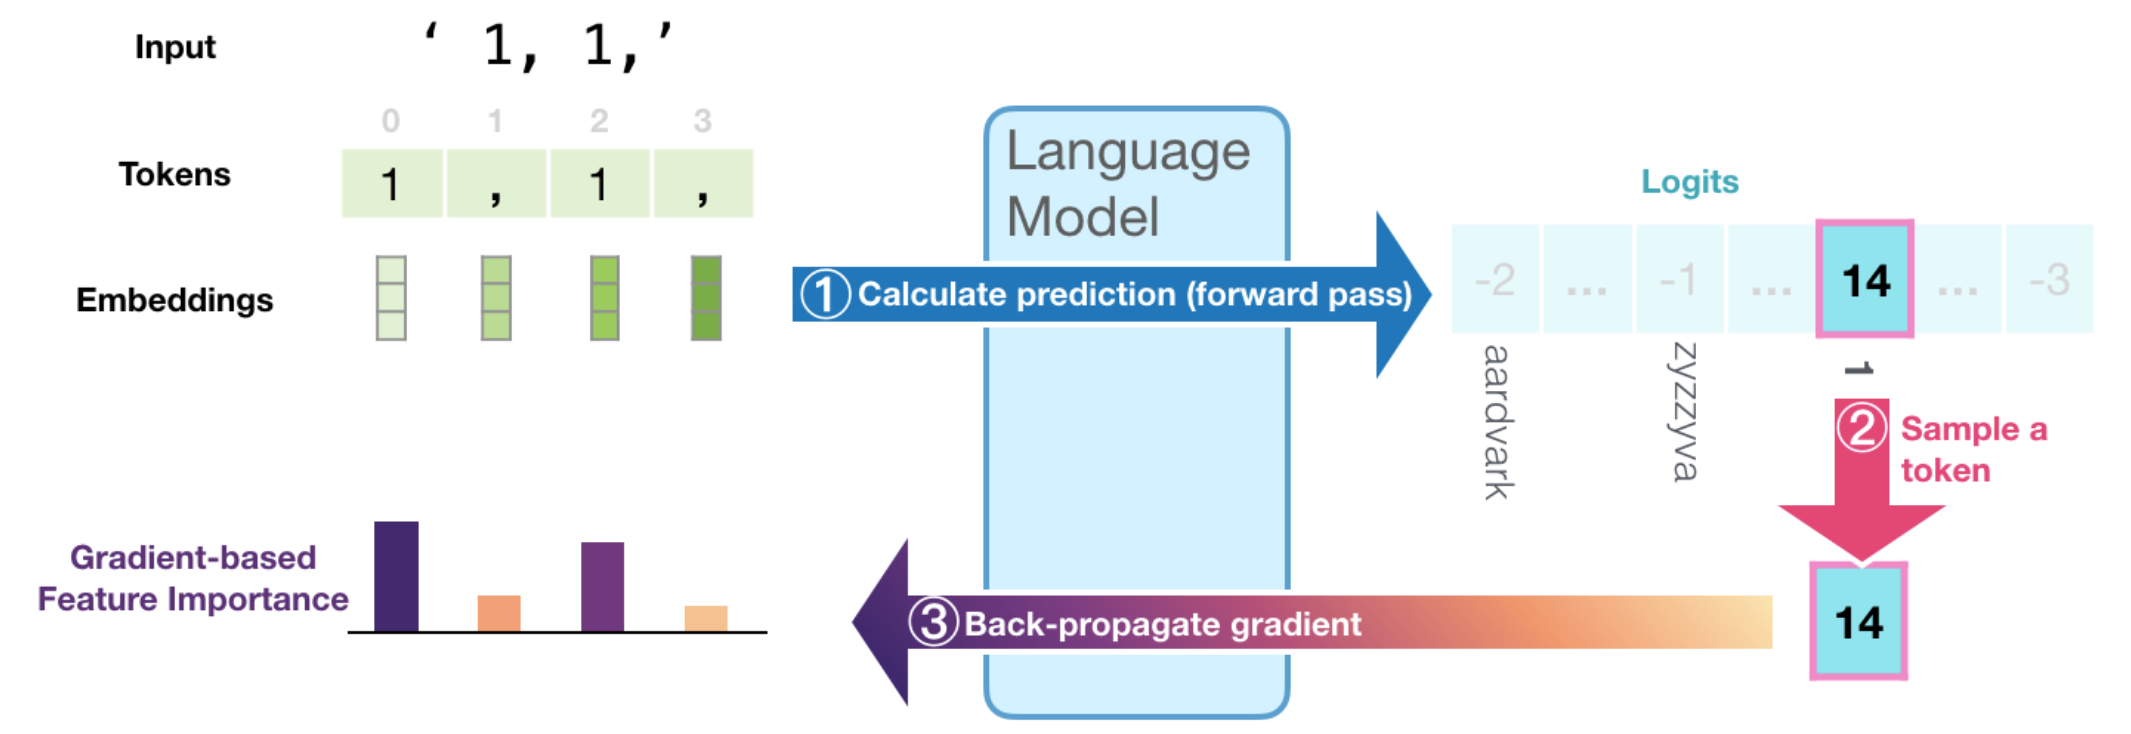 Input
‘ 1, 1,’
0 1 2 3
Tokens
1 , 1 ,
Embeddings
Language
Model
① Calculate prediction (forward pass)
Logits
-2 ... -1 ... 14 ... -3
aardvark
zyzzyva
1
② Sample a
token
14
③ Back-propagate gradient
Gradient-based
Feature Importance